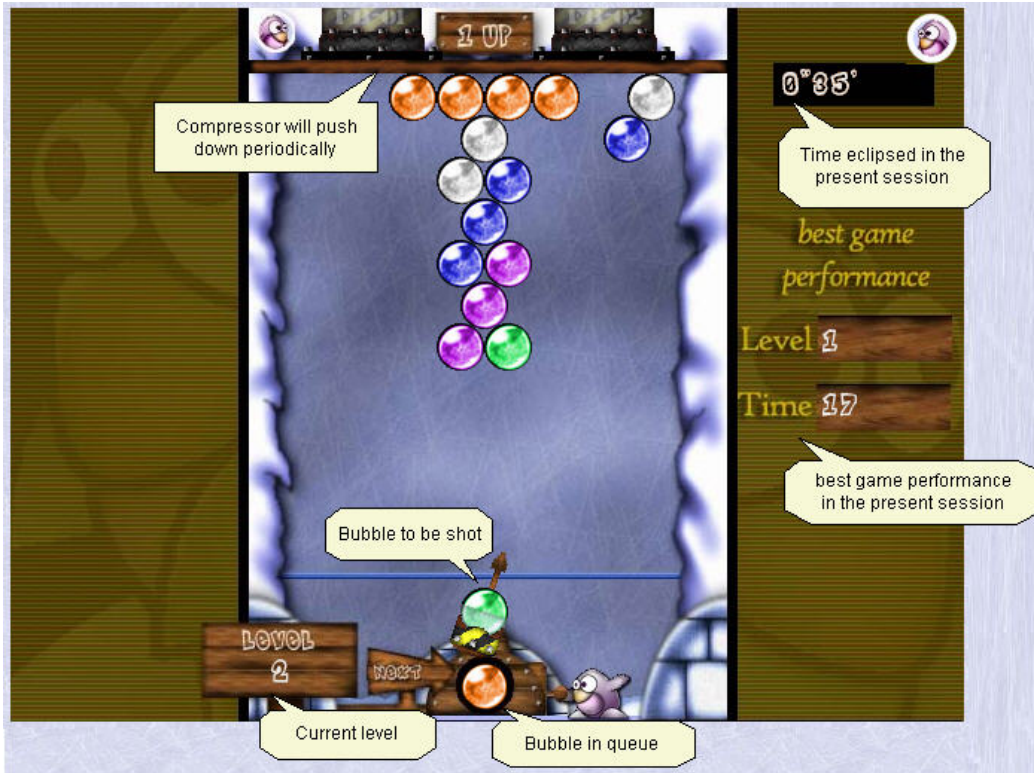 1 UP
0"35'
Compressor will push
down periodically
Time eclipsed in the
present session
best game
performance
Level 1
Time 17
best game performance
in the present session
Bubble to be shot
LEVEL
2
NEXT
Current level
Bubble in queue